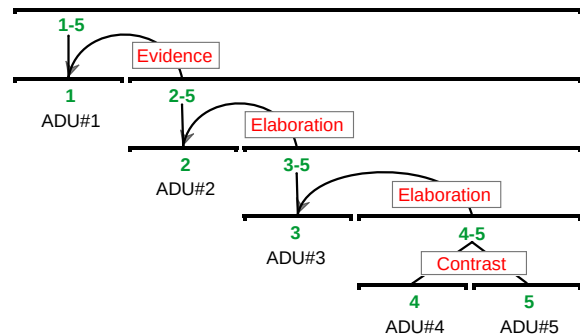 1-5
Evidence
1
2-5
ADU#1
Elaboration
2
3-5
ADU#2
Elaboration
3
4-5
ADU#3
Contrast
4
5
ADU#4
ADU#5